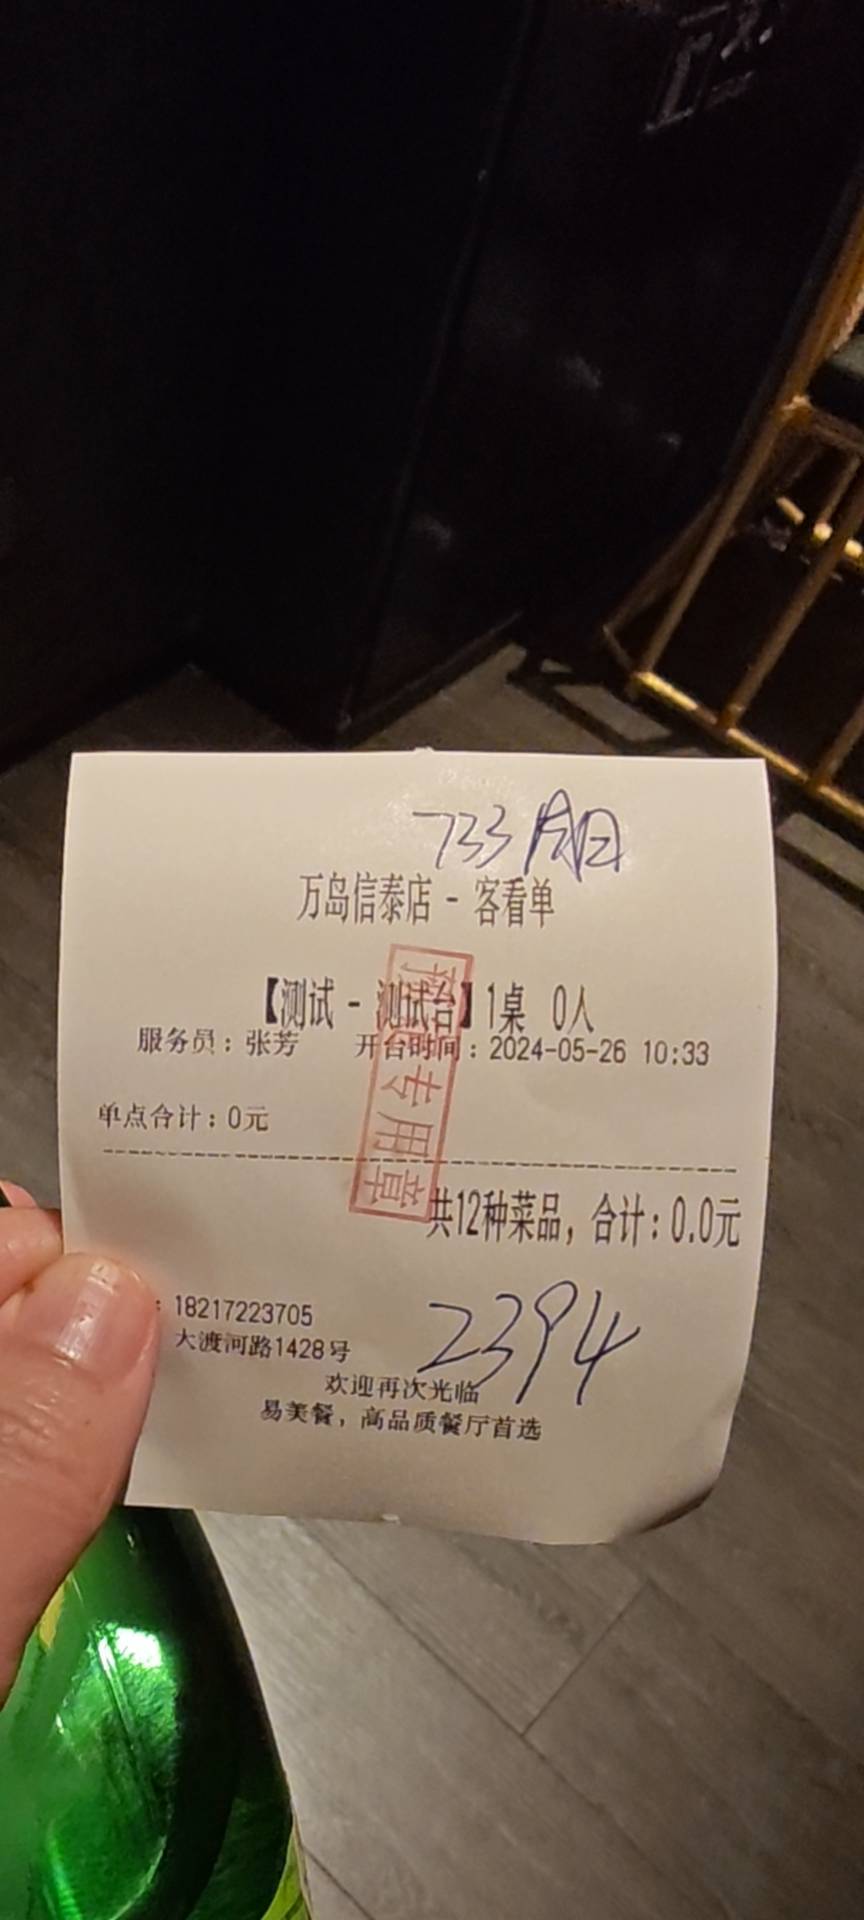 733 周日
万岛信泰店 - 客看单
【测试 - 测试台】1桌 0人
服务员：张芳 开台时间：2024-05-26 10:33
专用章
单点合计：0元
共12种菜品，合计：0.0元
：18217223705
大渡河路1428号
2394
欢迎再次光临
易美餐，高品质餐厅首选